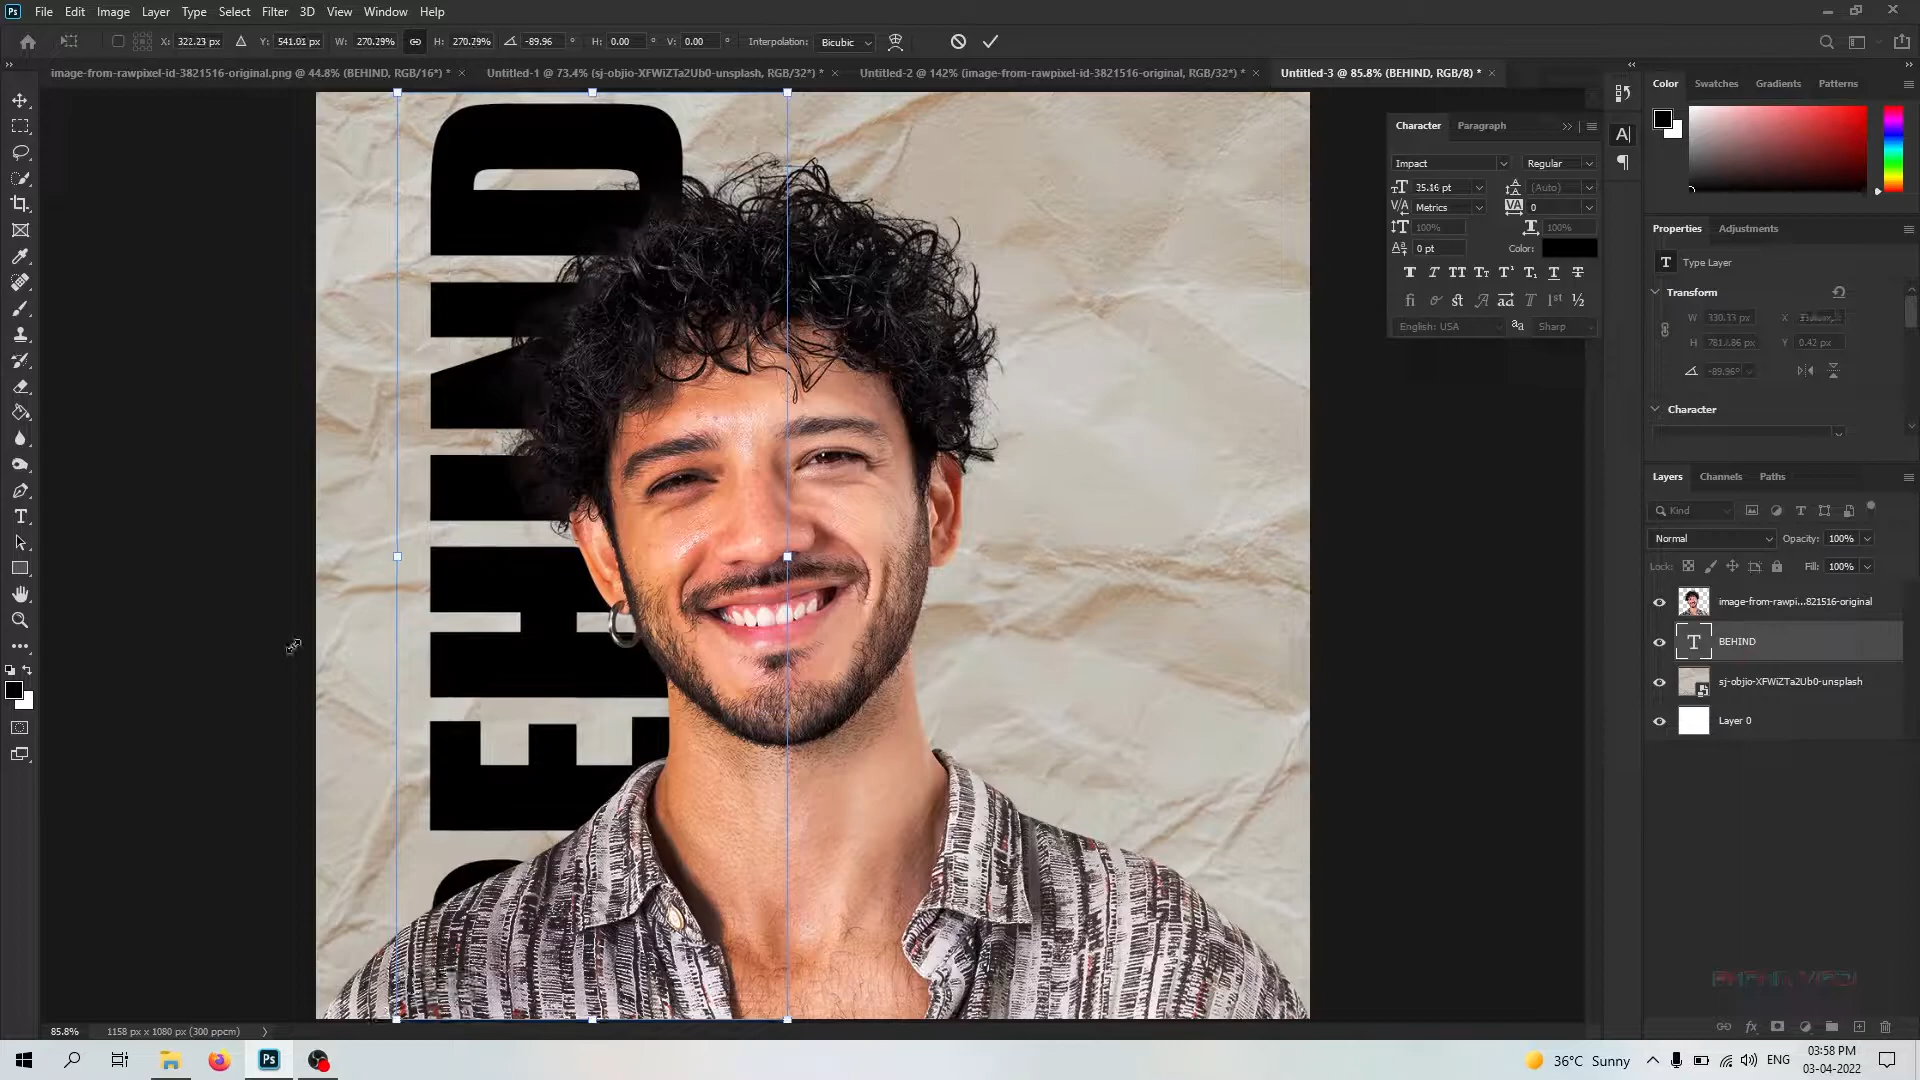 Ps File Edit Image Layer Type Select Filter 3D View Window Help
X: 322.23 px Y: 541.01 px W: 270.29% H: 270.29% -89.96 ° H: 0.00 ° V: 0.00 ° Interpolation: Bicubic
image-from-rawpixel-id-3821516-original.png @ 44.8% (BEHIND, RGB/16*) * × Untitled-1 @ 73.4% (sj-objio-XFWiZTa2Ub0-unsplash, RGB/32*) * × Untitled-2 @ 142% (image-from-rawpixel-id-3821516-original, RGB/32*) * × Untitled-3 @ 85.8% (BEHIND, RGB/8) * ×
Color Swatches Gradients Patterns
Character Paragraph
Impact Regular
35.16 pt (Auto)
Metrics 0
100% 100%
0 pt Color:
English: USA Sharp
Properties Adjustments
Type Layer
Transform
W 330.33 px X
H Y 0.42 px
-89.96°
Character
Layers Channels Paths
Kind
Normal Opacity: 100%
Lock: Fill: 100%
image-from-rawpi...821516-original
BEHIND
sj-objio-XFWiZTa2Ub0-unsplash
Layer 0
BEHIND
85.8% 1158 px x 1080 px (300 ppcm)
36°C Sunny ENG 03:58 PM
03-04-2022